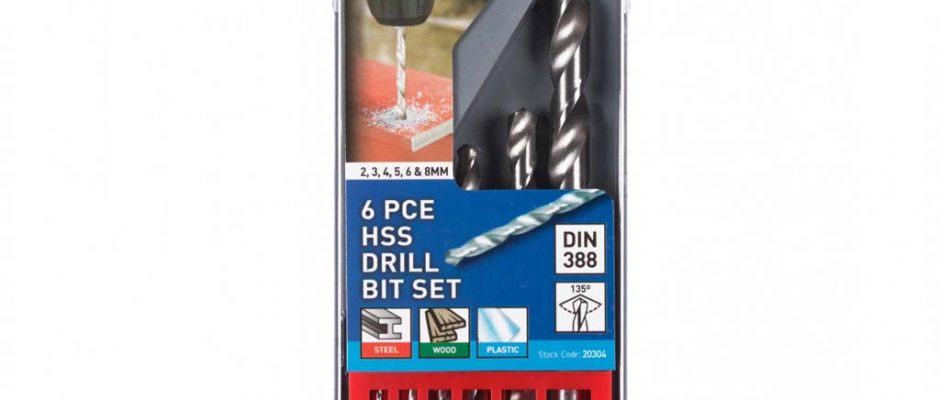 2, 3, 4, 5, 6 & 8MM
6 PCE
HSS
DRILL
BIT SET
DIN
388
135º
STEEL
WOOD
PLASTIC
Stock Code: 20304